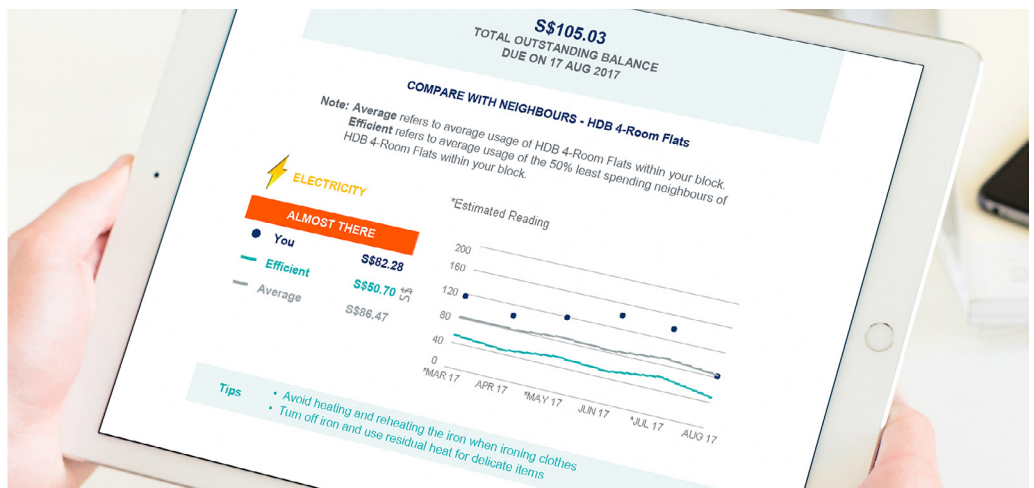 S$105.03
TOTAL OUTSTANDING BALANCE
DUE ON 17 AUG 2017
COMPARE WITH NEIGHBOURS - HDB 4-Room Flats
Note: Average refers to average usage of HDB 4-Room Flats within your block.
Efficient refers to average usage of the 50% least spending neighbours of
HDB 4-Room Flats within your block.
ELECTRICITY
ALMOST THERE
You S$82.28
Efficient S$50.70
Average S$86.47
*Estimated Reading
S$
200
160
120
80
40
0
*MAR 17 APR 17 *MAY 17 JUN 17 *JUL 17 AUG 17
Tips
• Avoid heating and reheating the iron when ironing clothes
• Turn off iron and use residual heat for delicate items